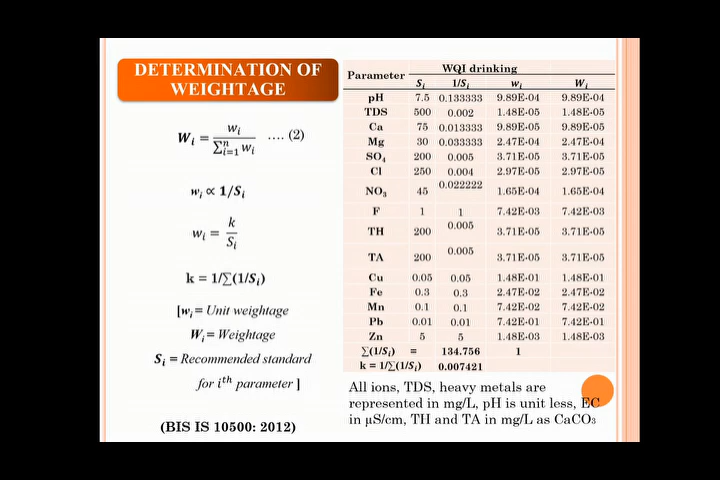 DETERMINATION OF
WEIGHTAGE
Wᵢ = wᵢ / ∑ⁿᵢ₌₁ wᵢ …. (2)
wᵢ ∝ 1/Sᵢ
wᵢ = k / Sᵢ
k = 1/∑(1/Sᵢ)
[wᵢ = Unit weightage
Wᵢ = Weightage
Sᵢ = Recommended standard
for iᵗʰ parameter ]
(BIS IS 10500: 2012)
Parameter WQI drinking
Sᵢ 1/Sᵢ wᵢ Wᵢ
pH 7.5 0.133333 9.89E-04 9.89E-04
TDS 500 0.002 1.48E-05 1.48E-05
Ca 75 0.013333 9.89E-05 9.89E-05
Mg 30 0.033333 2.47E-04 2.47E-04
SO₄ 200 0.005 3.71E-05 3.71E-05
Cl 250 0.004 2.97E-05 2.97E-05
NO₃ 45 0.022222 1.65E-04 1.65E-04
F 1 1 7.42E-03 7.42E-03
TH 200 0.005 3.71E-05 3.71E-05
TA 200 0.005 3.71E-05 3.71E-05
Cu 0.05 0.05 1.48E-01 1.48E-01
Fe 0.3 0.3 2.47E-02 2.47E-02
Mn 0.1 0.1 7.42E-02 7.42E-02
Pb 0.01 0.01 7.42E-01 7.42E-01
Zn 5 5 1.48E-03 1.48E-03
∑(1/Sᵢ) = 134.756 1
k = 1/∑(1/Sᵢ) 0.007421
All ions, TDS, heavy metals are
represented in mg/L, pH is unit less, EC
in µS/cm, TH and TA in mg/L as CaCO₃